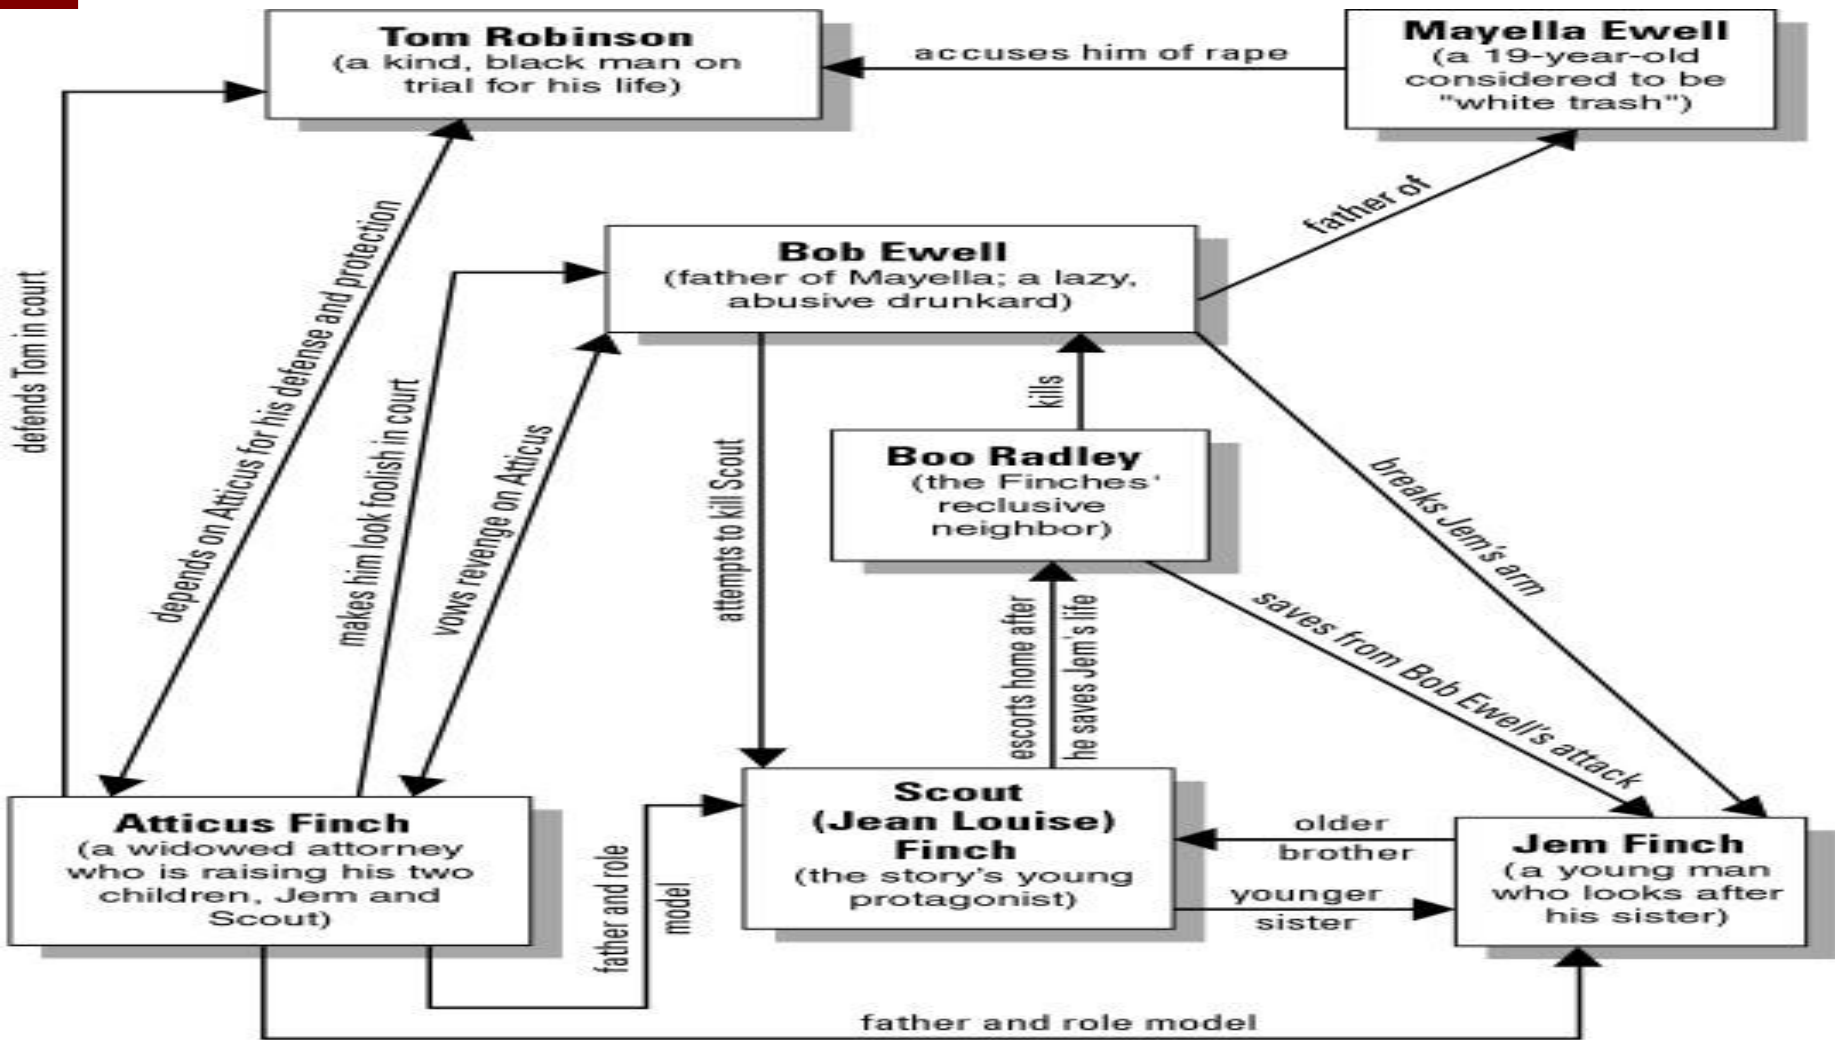 Tom Robinson
(a kind, black man on
trial for his life)
accuses him of rape
Mayella Ewell
(a 19-year-old
considered to be
"white trash")
father of
Bob Ewell
(father of Mayella; a lazy,
abusive drunkard)
defends Tom in court
depends on Atticus for his defense and protection
makes him look foolish in court
vows revenge on Atticus
attempts to kill Scout
kills
Boo Radley
(the Finches'
reclusive
neighbor)
breaks Jem's arm
saves from Bob Ewell's attack
escorts home after
he saves Jem's life
Atticus Finch
(a widowed attorney
who is raising his two
children, Jem and
Scout)
father and role
model
Scout
(Jean Louise)
Finch
(the story's young
protagonist)
older
brother
younger
sister
Jem Finch
(a young man
who looks after
his sister)
father and role model